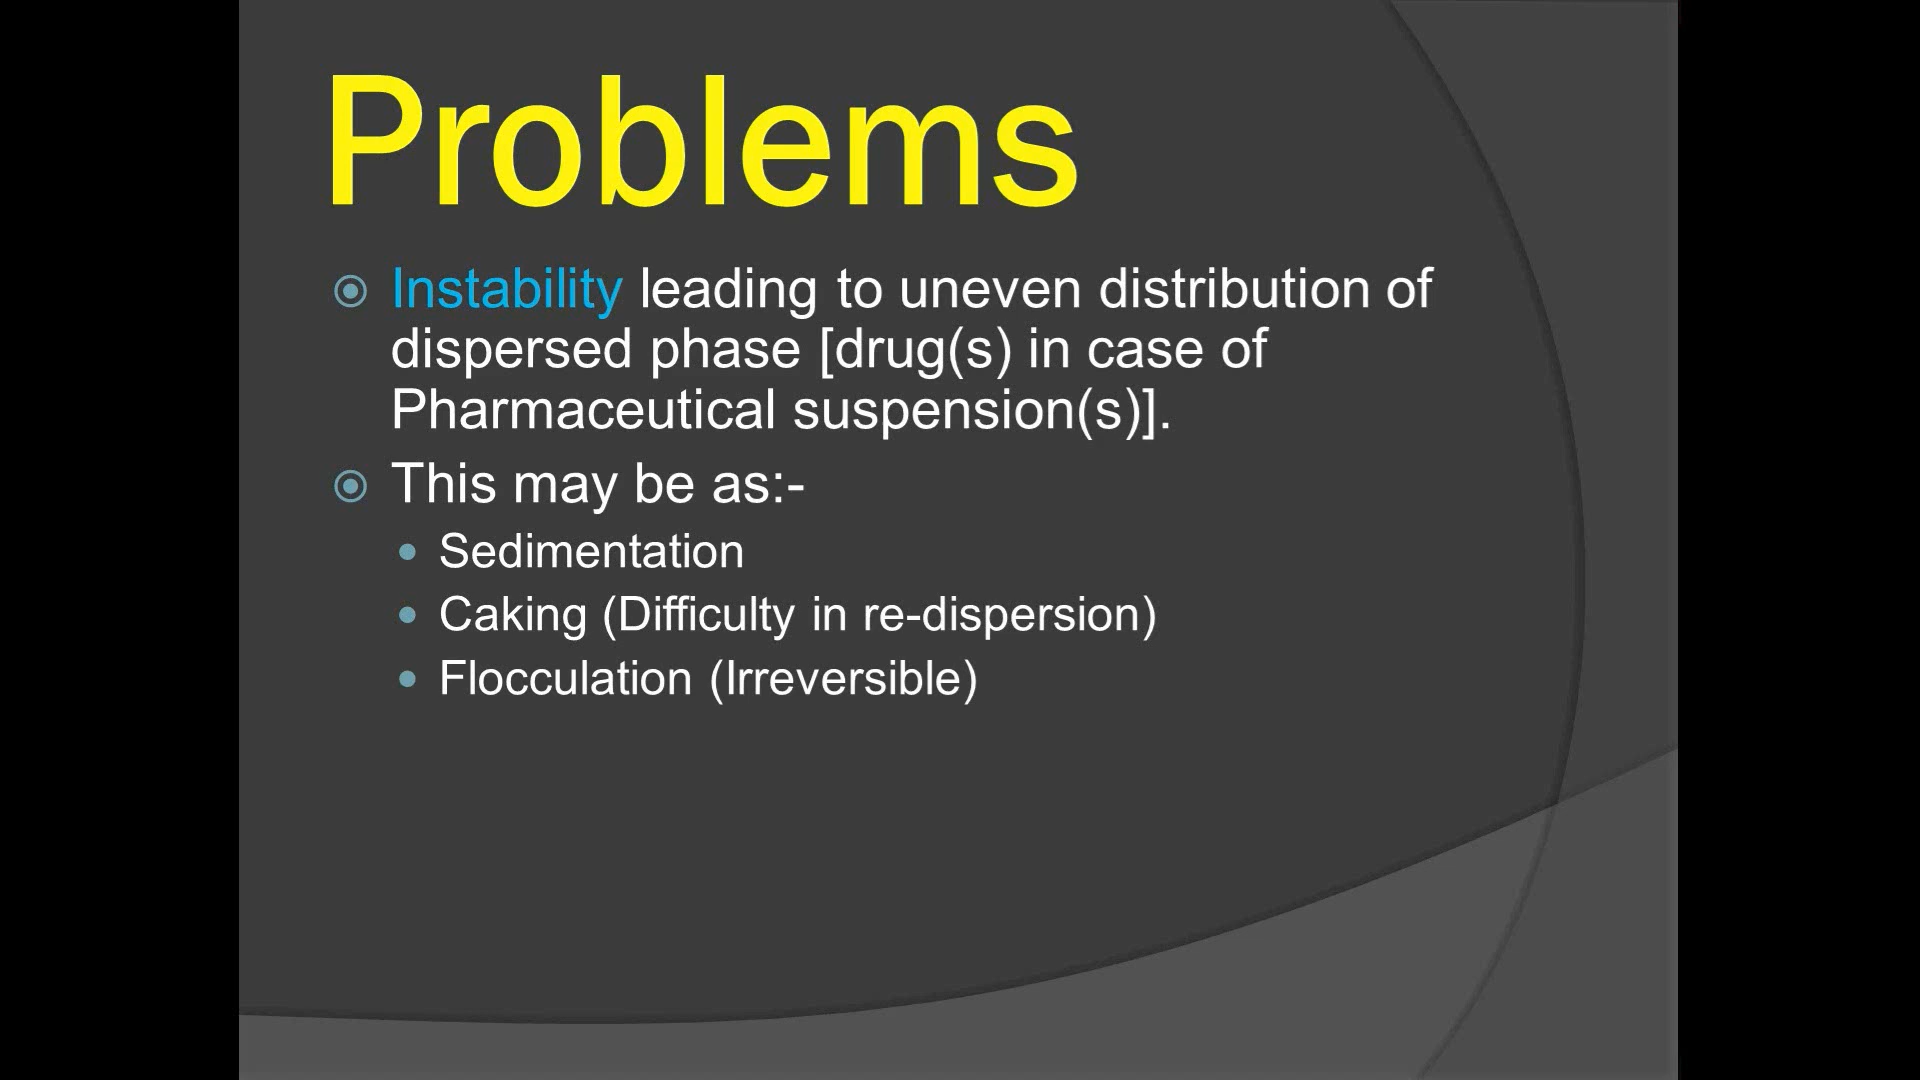 Problems
Instability leading to uneven distribution of
dispersed phase [drug(s) in case of
Pharmaceutical suspension(s)].
This may be as:-
Sedimentation
Caking (Difficulty in re-dispersion)
Flocculation (Irreversible)